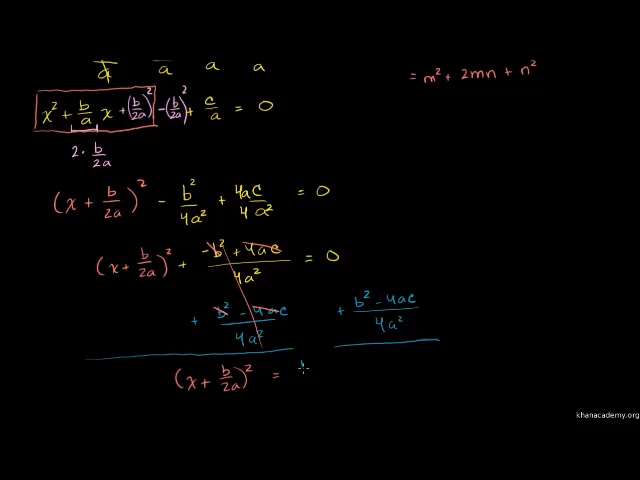 a a a a
= m² + 2mn + n²
x² + b/a x + (b/2a)² - (b/2a)² + c/a = 0
2 · b/2a
(x + b/2a)² - b²/4a² + 4ac/4a² = 0
(x + b/2a)² + -b² + 4ac/4a² = 0
+ b² - 4ac/4a² + b² - 4ac/4a²
(x + b/2a)² =
khanacademy.org